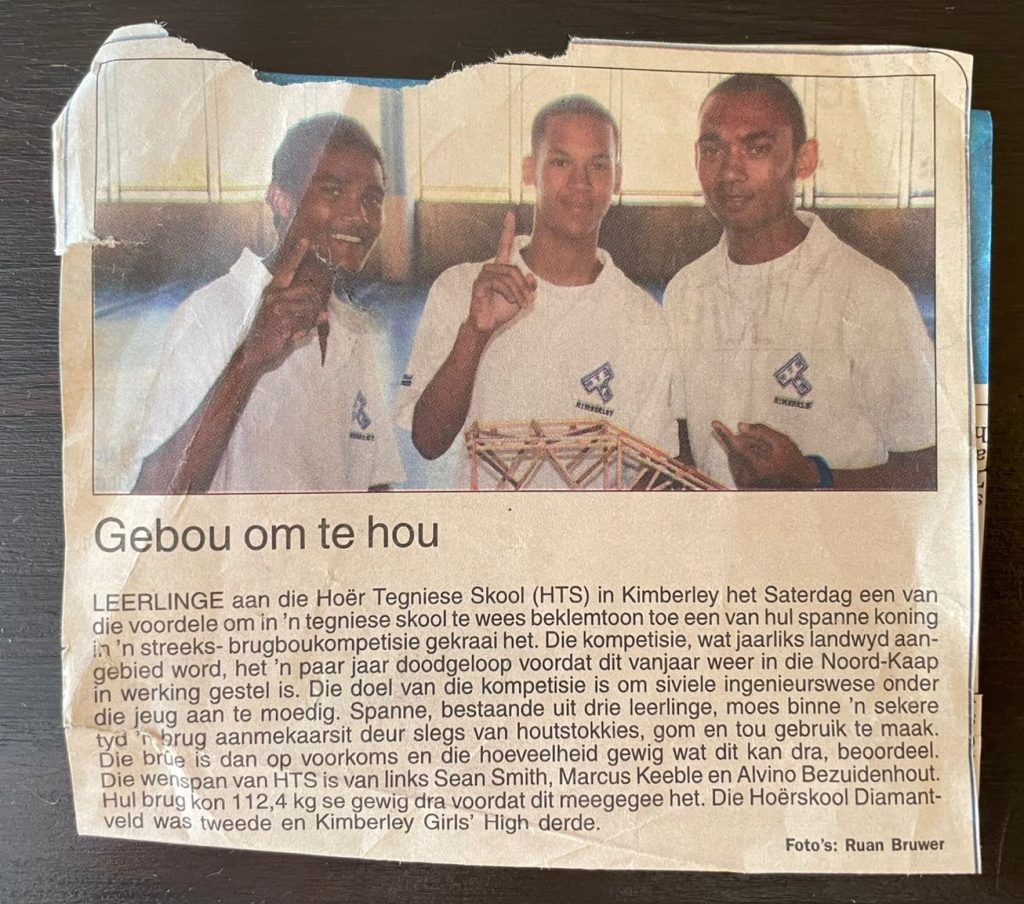 KIMBERLEY
KIMBERLEY
Gebou om te hou
LEERLINGE aan die Hoër Tegniese Skool (HTS) in Kimberley het Saterdag een van
die voordele om in 'n tegniese skool te wees beklemtoon toe een van hul spanne koning
in 'n streeks- brugboukompetisie gekraai het. Die kompetisie, wat jaarliks landwyd aan-
gebied word, het 'n paar jaar doodgeloop voordat dit vanjaar weer in die Noord-Kaap
in werking gestel is. Die doel van die kompetisie is om siviele ingenieurswese onder
die jeug aan te moedig. Spanne, bestaande uit drie leerlinge, moes binne 'n sekere
tyd 'n brug aanmekaarsit deur slegs van houtstokkies, gom en tou gebruik te maak.
Die brûe is dan op voorkoms en die hoeveelheid gewig wat dit kan dra, beoordeel.
Die wenspan van HTS is van links Sean Smith, Marcus Keeble en Alvino Bezuidenhout.
Hul brug kon 112,4 kg se gewig dra voordat dit meegegee het. Die Hoërskool Diamant-
veld was tweede en Kimberley Girls' High derde.
Foto's: Ruan Bruwer